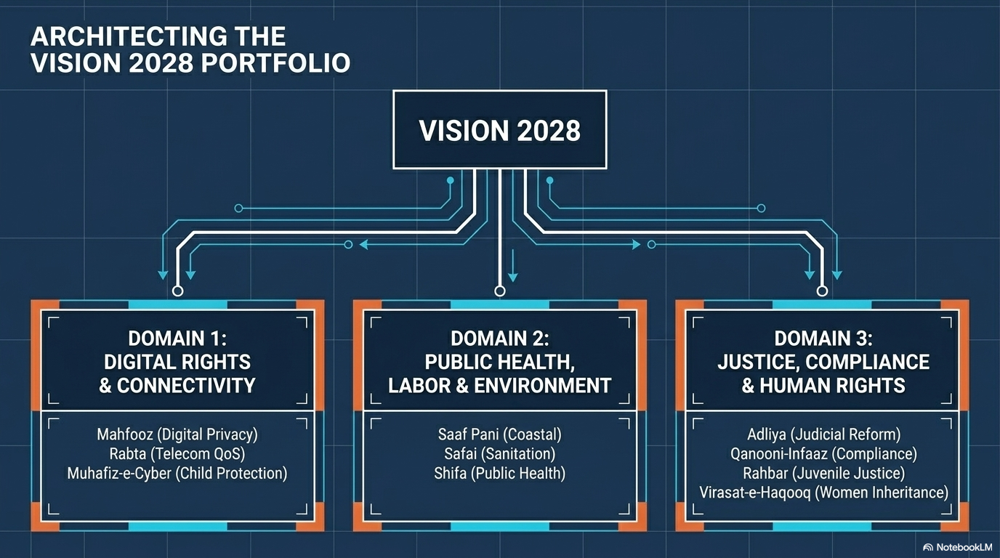 ARCHITECTING THE
VISION 2028 PORTFOLIO
VISION 2028
DOMAIN 1:
DIGITAL RIGHTS
& CONNECTIVITY
Mahfooz (Digital Privacy)
Rabta (Telecom QoS)
Muhafiz-e-Cyber (Child Protection)
DOMAIN 2:
PUBLIC HEALTH,
LABOR & ENVIRONMENT
Saaf Pani (Coastal)
Safai (Sanitation)
Shifa (Public Health)
DOMAIN 3:
JUSTICE, COMPLIANCE
& HUMAN RIGHTS
Adliya (Judicial Reform)
Qanooni-Infaaz (Compliance)
Rahbar (Juvenile Justice)
Virasat-e-Haqooq (Women Inheritance)
NotebookLM